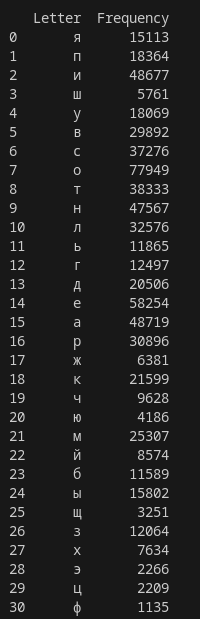 Letter Frequency
0 я 15113
1 п 18364
2 и 48677
3 ш 5761
4 у 18069
5 в 29892
6 с 37276
7 о 77949
8 т 38333
9 н 47567
10 л 32576
11 ь 11865
12 г 12497
13 д 20506
14 е 58254
15 а 48719
16 р 30896
17 ж 6381
18 к 21599
19 ч 9628
20 ю 4186
21 м 25307
22 й 8574
23 б 11589
24 ы 15802
25 щ 3251
26 з 12064
27 х 7634
28 э 2266
29 ц 2209
30 ф 1135